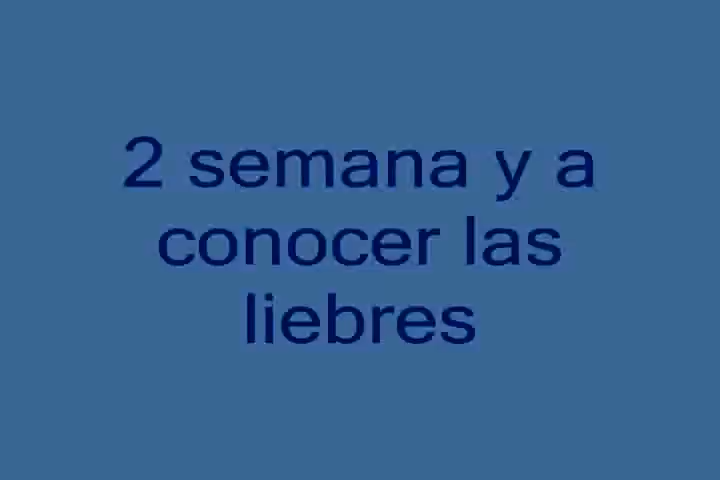 2 semana y a
conocer las
liebres